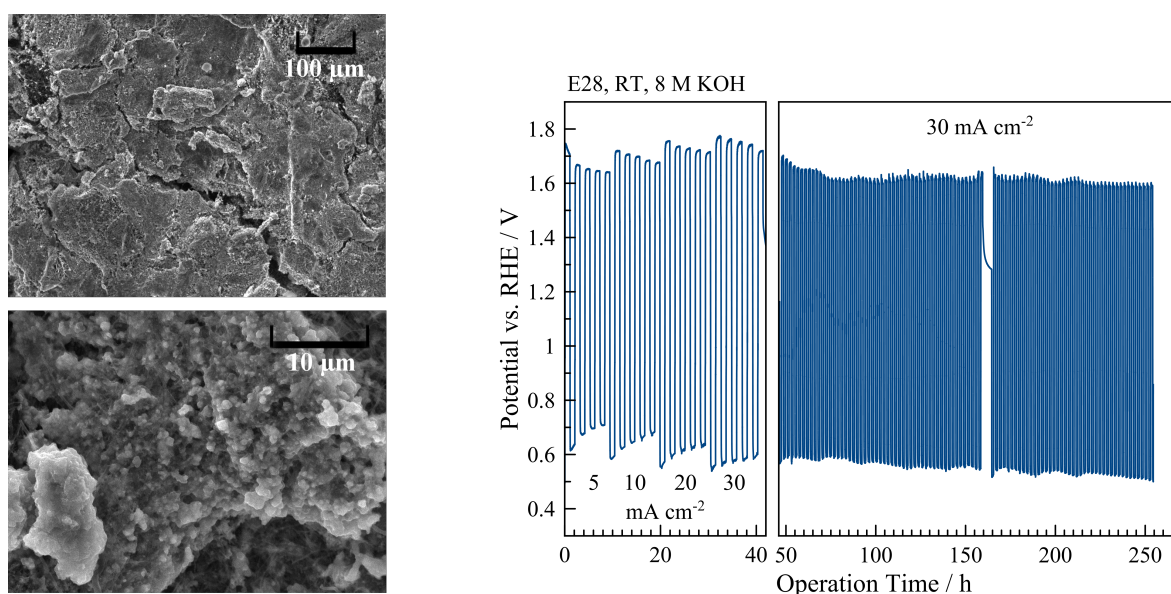 100 µm
10 µm
E28, RT, 8 M KOH
30 mA cm-2
Potential vs. RHE / V
1.8
1.6
1.4
1.2
1
0.8
0.6
0.4
5 10 20 30
mA cm-2
0 20 40 50 100 150 200 250
Operation Time / h